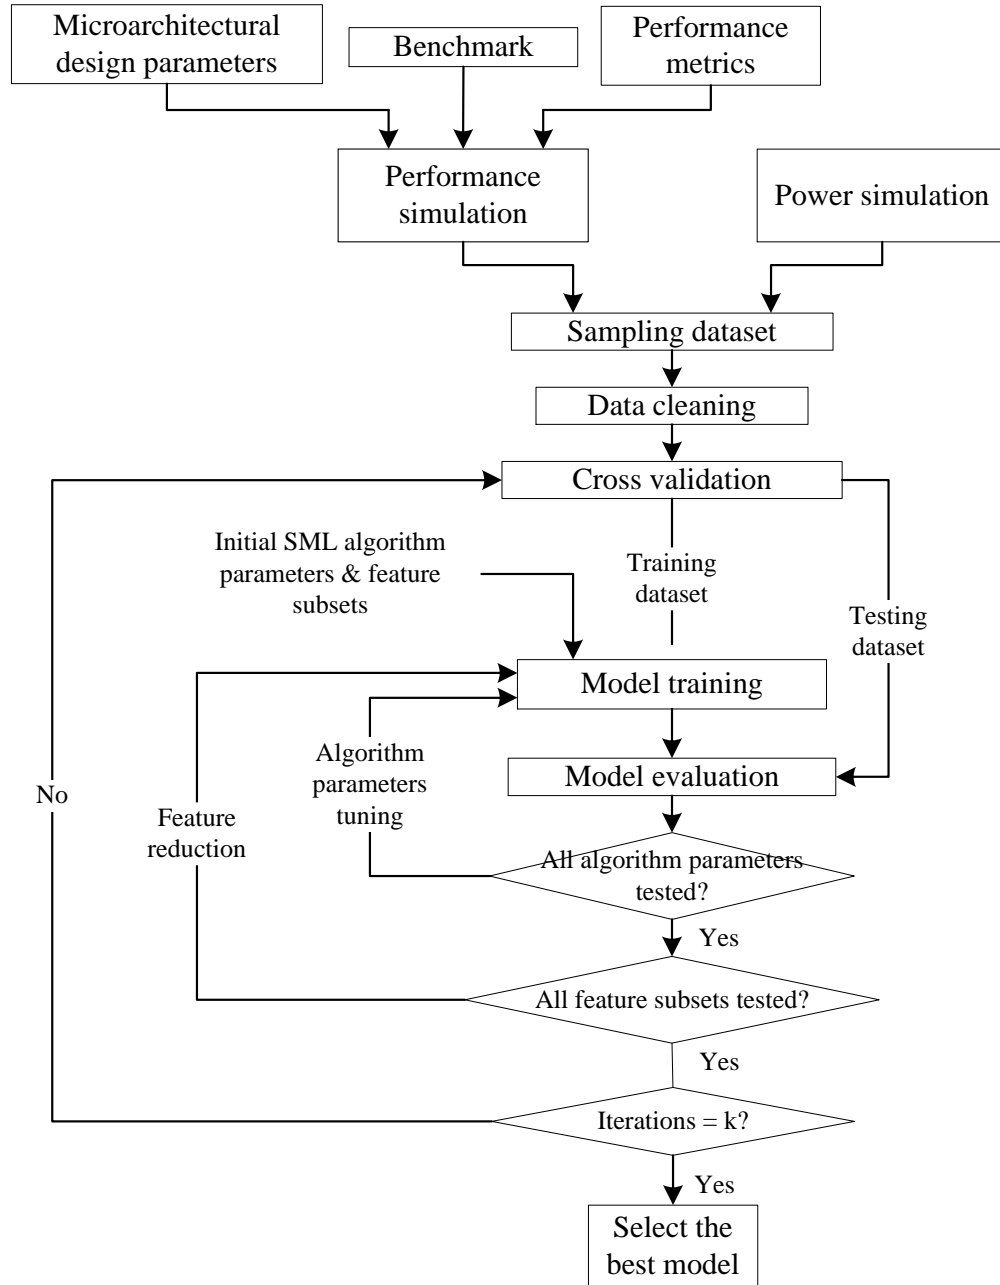 Microarchitectural
design parameters
Benchmark
Performance
metrics
Performance
simulation
Power simulation
Sampling dataset
Data cleaning
Cross validation
Initial SML algorithm
parameters & feature
subsets
Training
dataset
Testing
dataset
Model training
Algorithm
parameters
tuning
Model evaluation
No
Feature
reduction
All algorithm parameters
tested?
Yes
All feature subsets tested?
Yes
Iterations = k?
Yes
Select the
best model